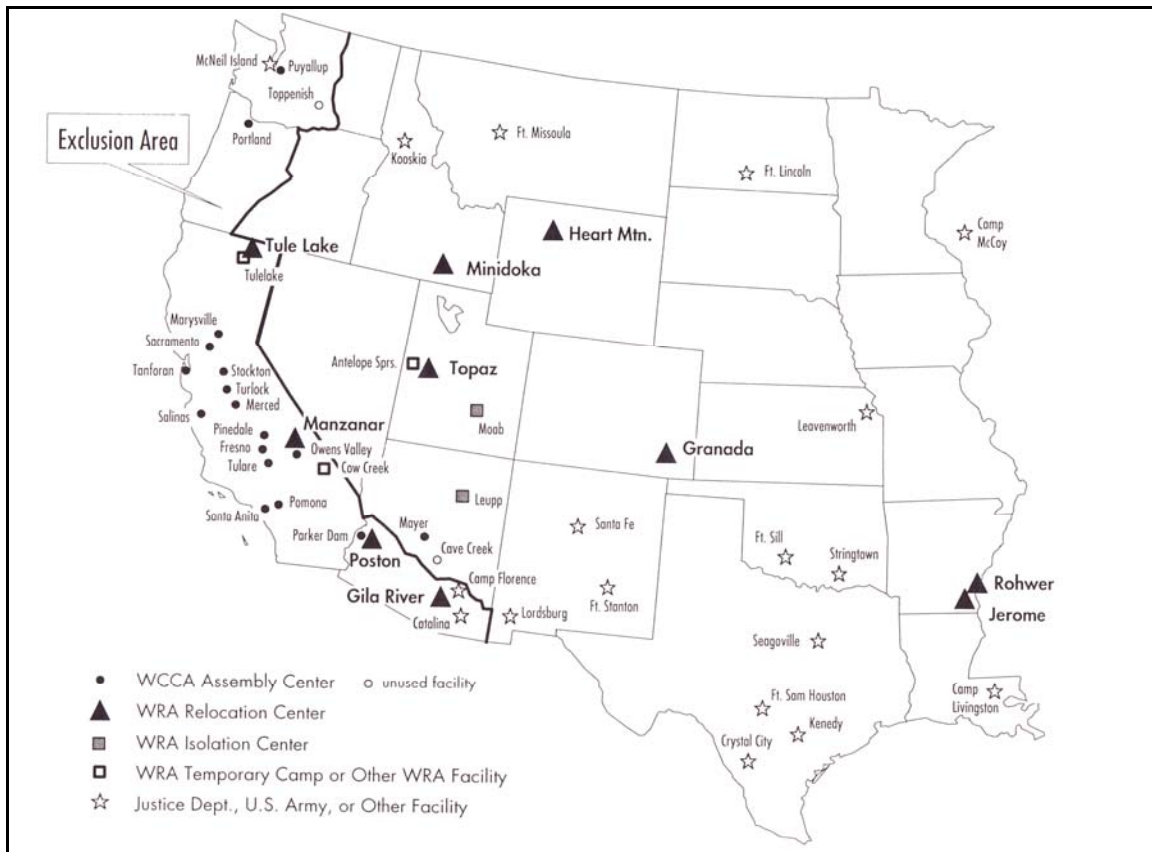 McNeil Island
Puyallup
Toppenish
Exclusion Area
Portland
Kooskia
Ft. Missoula
Ft. Lincoln
Camp
McCoy
Tule Lake
Tulelake
Heart Mtn.
Minidoka
Marysville
Sacramento
Tanforan
Stockton
Turlock
Merced
Salinas
Antelope Sprs.
Topaz
Moab
Pinedale
Fresno
Tulare
Manzanar
Owens Valley
Cow Creek
Granada
Leavenworth
Santa Anita
Pomona
Leupp
Parker Dam
Poston
Mayer
Cave Creek
Camp Florence
Gila River
Catalina
Lordsburg
Santa Fe
Ft. Stanton
Ft. Sill
Stringtown
Rohwer
Jerome
Seagoville
Ft. Sam Houston
Kenedy
Crystal City
Camp
Livingston
WCCA Assembly Center
unused facility
WRA Relocation Center
WRA Isolation Center
WRA Temporary Camp or Other WRA Facility
Justice Dept., U.S. Army, or Other Facility